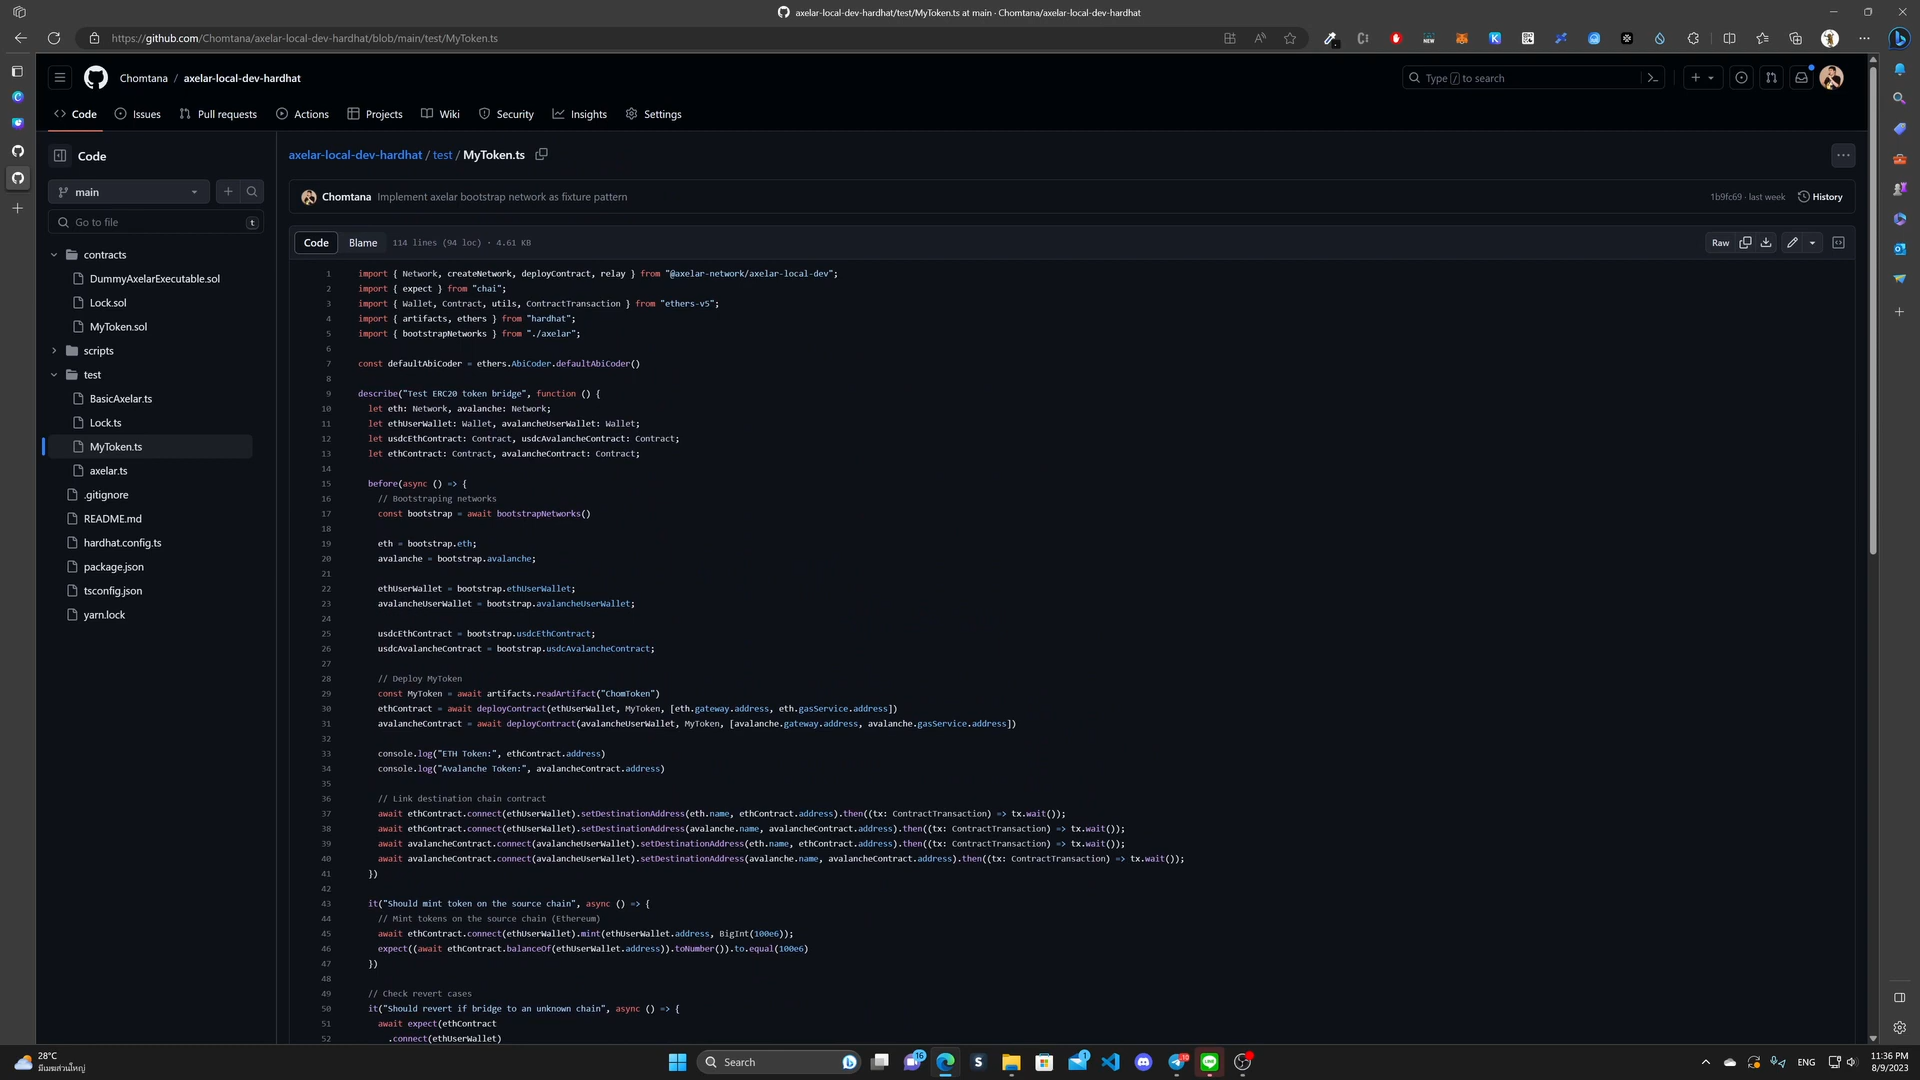 axelar-local-dev-hardhat/test/MyToken.ts at main · Chomtana/axelar-local-dev-hardhat
https://github.com/Chomtana/axelar-local-dev-hardhat/blob/main/test/MyToken.ts
Chomtana / axelar-local-dev-hardhat
Type / to search
Code Issues Pull requests Actions Projects Wiki Security Insights Settings
Code
main
Go to file t
contracts
DummyAxelarExecutable.sol
Lock.sol
MyToken.sol
scripts
test
BasicAxelar.ts
Lock.ts
MyToken.ts
axelar.ts
.gitignore
README.md
hardhat.config.ts
package.json
tsconfig.json
yarn.lock
axelar-local-dev-hardhat / test / MyToken.ts
Chomtana Implement axelar bootstrap network as fixture pattern 1b9fc69 · last week History
Code Blame 114 lines (94 loc) · 4.61 KB Raw
1 import { Network, createNetwork, deployContract, relay } from "@axelar-network/axelar-local-dev";
2 import { expect } from "chai";
3 import { Wallet, Contract, utils, ContractTransaction } from "ethers-v5";
4 import { artifacts, ethers } from "hardhat";
5 import { bootstrapNetworks } from "./axelar";
6
7 const defaultAbiCoder = ethers.AbiCoder.defaultAbiCoder()
8
9 describe("Test ERC20 token bridge", function () {
10 let eth: Network, avalanche: Network;
11 let ethUserWallet: Wallet, avalancheUserWallet: Wallet;
12 let usdcEthContract: Contract, usdcAvalancheContract: Contract;
13 let ethContract: Contract, avalancheContract: Contract;
14
15 before(async () => {
16 // Bootstraping networks
17 const bootstrap = await bootstrapNetworks()
18
19 eth = bootstrap.eth;
20 avalanche = bootstrap.avalanche;
21
22 ethUserWallet = bootstrap.ethUserWallet;
23 avalancheUserWallet = bootstrap.avalancheUserWallet;
24
25 usdcEthContract = bootstrap.usdcEthContract;
26 usdcAvalancheContract = bootstrap.usdcAvalancheContract;
27
28 // Deploy MyToken
29 const MyToken = await artifacts.readArtifact("ChomToken")
30 ethContract = await deployContract(ethUserWallet, MyToken, [eth.gateway.address, eth.gasService.address])
31 avalancheContract = await deployContract(avalancheUserWallet, MyToken, [avalanche.gateway.address, avalanche.gasService.address])
32
33 console.log("ETH Token:", ethContract.address)
34 console.log("Avalanche Token:", avalancheContract.address)
35
36 // Link destination chain contract
37 await ethContract.connect(ethUserWallet).setDestinationAddress(eth.name, ethContract.address).then((tx: ContractTransaction) => tx.wait());
38 await ethContract.connect(ethUserWallet).setDestinationAddress(avalanche.name, avalancheContract.address).then((tx: ContractTransaction) => tx.wait());
39 await avalancheContract.connect(avalancheUserWallet).setDestinationAddress(eth.name, ethContract.address).then((tx: ContractTransaction) => tx.wait());
40 await avalancheContract.connect(avalancheUserWallet).setDestinationAddress(avalanche.name, avalancheContract.address).then((tx: ContractTransaction) => tx.wait());
41 })
42
43 it("Should mint token on the source chain", async () => {
44 // Mint tokens on the source chain (Ethereum)
45 await ethContract.connect(ethUserWallet).mint(ethUserWallet.address, BigInt(100e6));
46 expect((await ethContract.balanceOf(ethUserWallet.address)).toNumber()).to.equal(100e6)
47 })
48
49 // Check revert cases
50 it("Should revert if bridge to an unknown chain", async () => {
51 await expect(ethContract
52 .connect(ethUserWallet)
28°C
มีเมฆส่วนใหญ่
Search
ENG
11:36 PM
8/9/2023